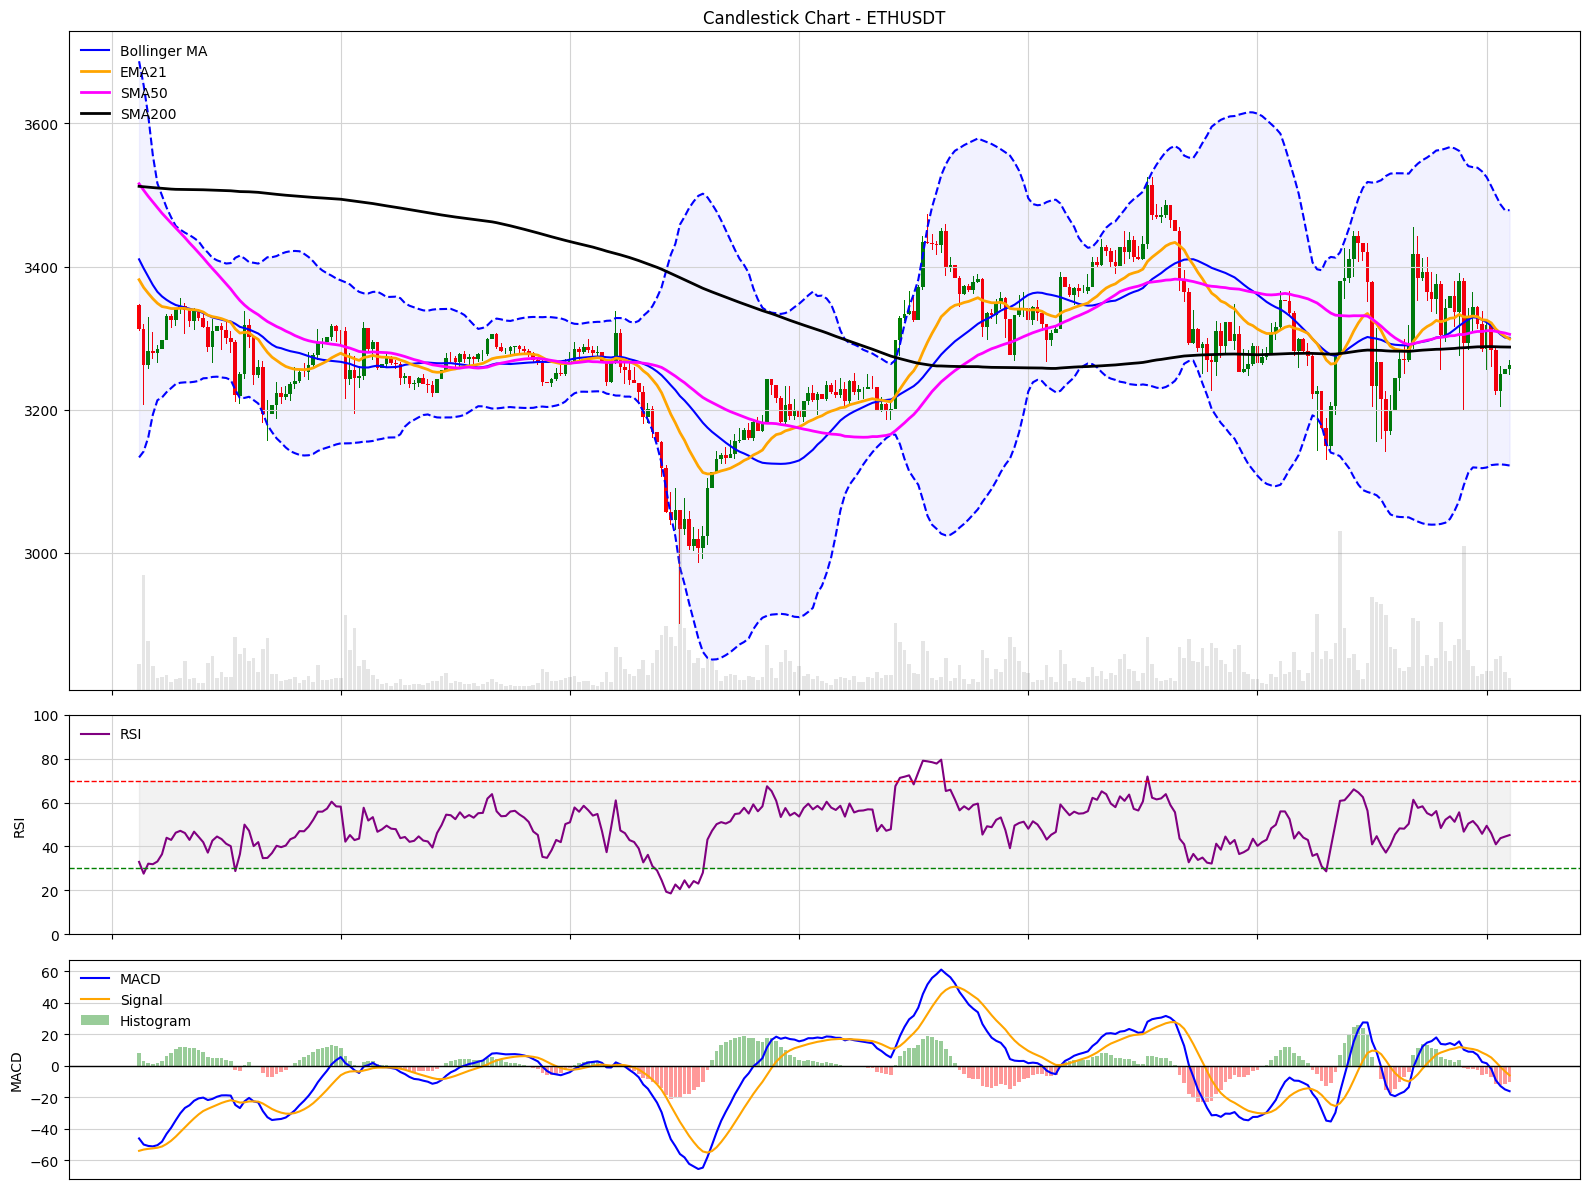 Candlestick Chart - ETHUSDT
Bollinger MA
EMA21
SMA50
SMA200
3600
3400
3200
3000
RSI
RSI
100
80
60
40
20
0
MACD
Signal
Histogram
MACD
60
40
20
0
−20
−40
−60